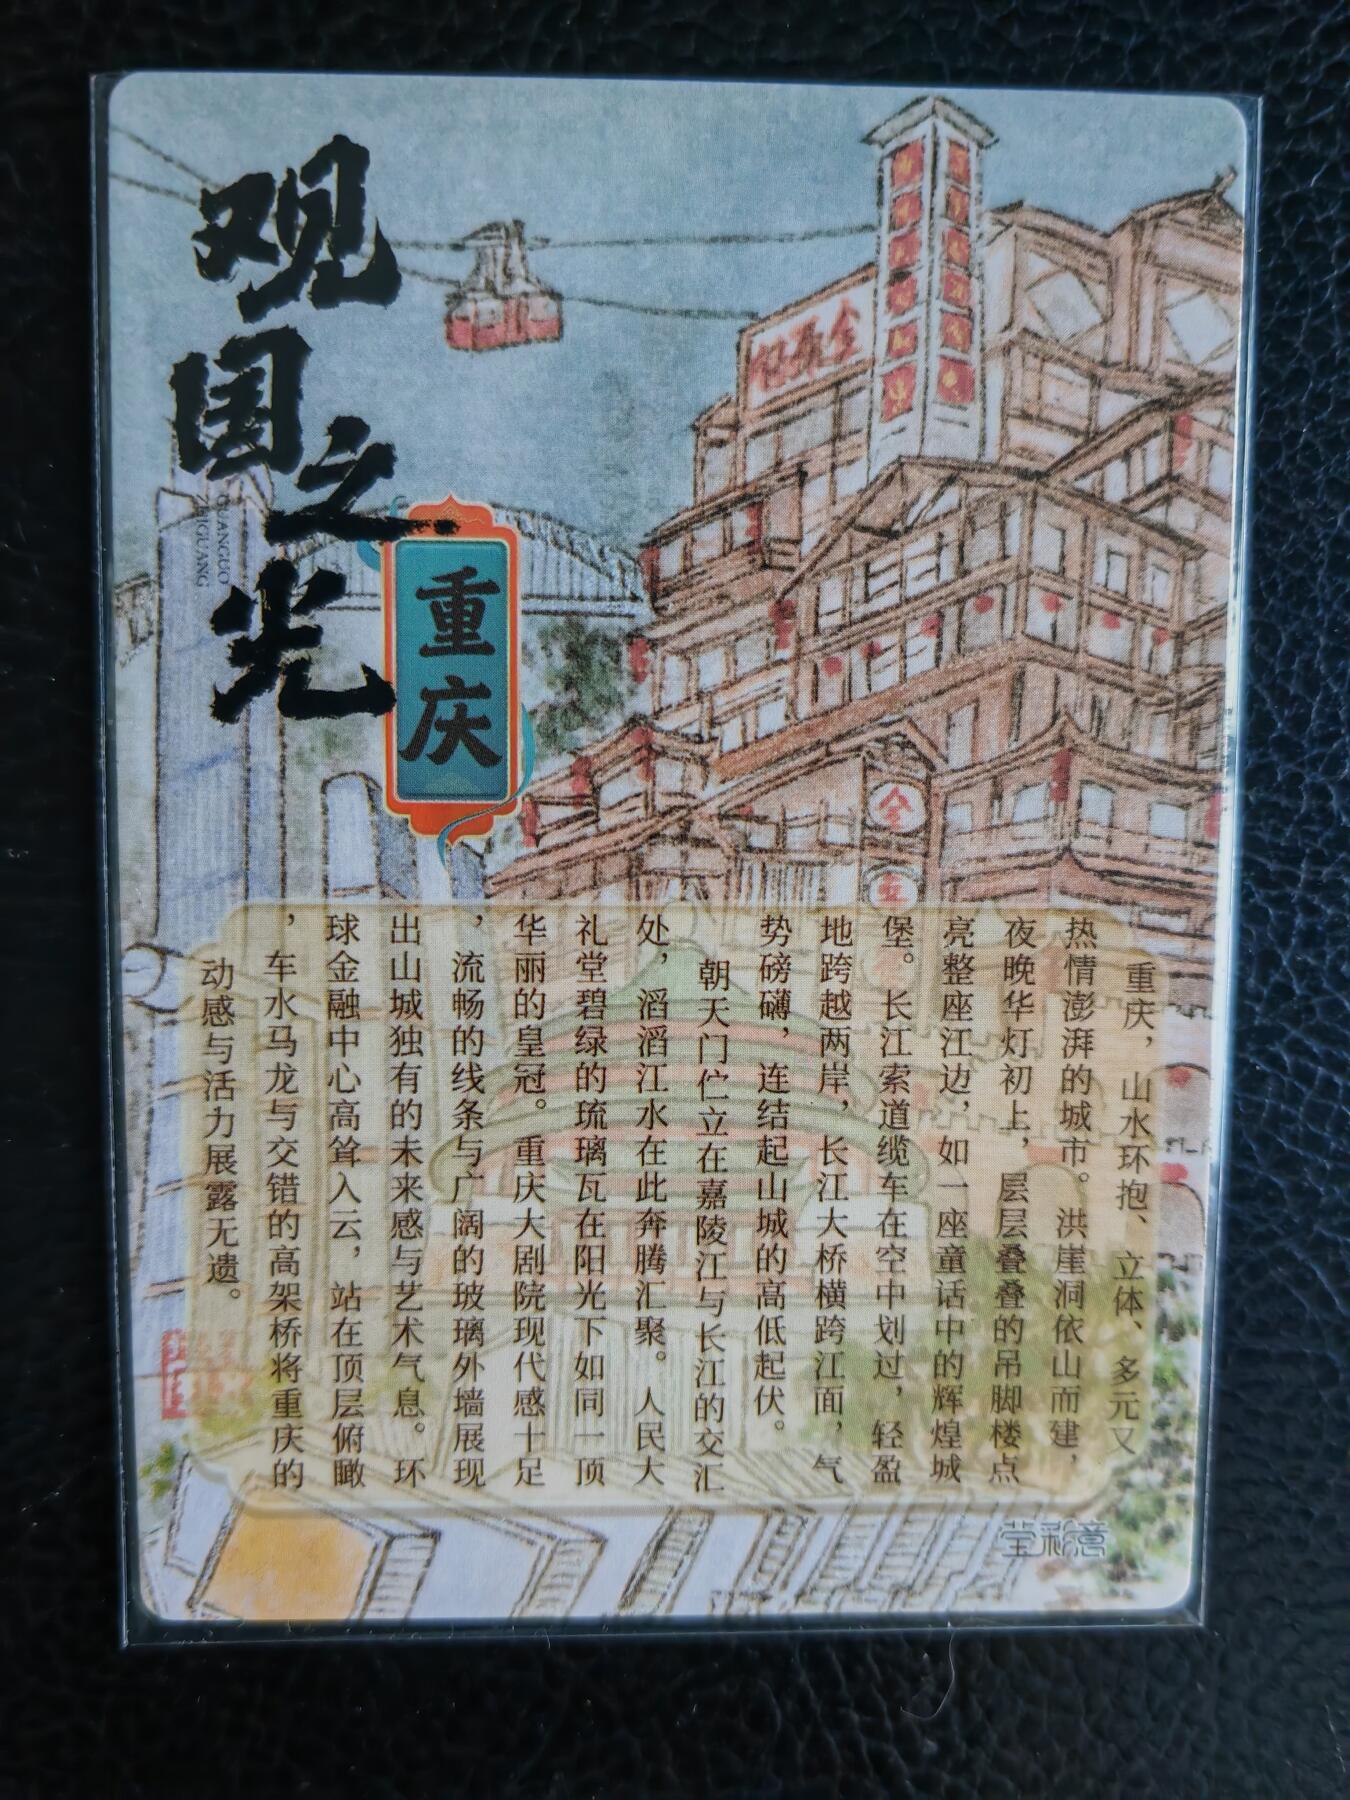 观国之光
GUANGUO
ZHIGUANG
重庆
重庆，山水环抱、立体、多元又
热情澎湃的城市。洪崖洞依山而建，
夜晚华灯初上，层层叠叠的吊脚楼点
亮整座江边，如一座童话中的辉煌城
堡。长江索道缆车在空中划过，轻盈
地跨越两岸，长江大桥横跨江面，气
势磅礴，连结起山城的高低起伏。
朝天门伫立在嘉陵江与长江的交汇
处，滔滔江水在此奔腾汇聚。人民大
礼堂碧绿的琉璃瓦在阳光下如同一顶
华丽的皇冠。重庆大剧院现代感十足
，流畅的线条与广阔的玻璃外墙展现
出山城独有的未来感与艺术气息。环
球金融中心高耸入云，站在顶层俯瞰
，车水马龙与交错的高架桥将重庆的
动感与活力展露无遗。
莹彩意